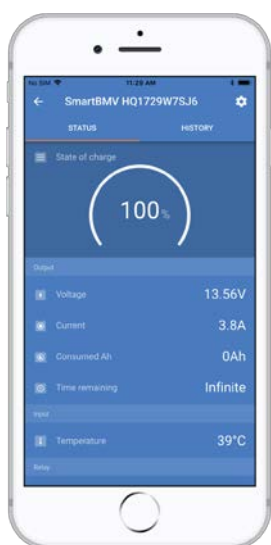 No SIM 11:29 AM
← SmartBMV HQ1729W7SJ6
STATUS HISTORY
State of charge
100%
Output
Voltage 13.56V
Current 3.8A
Consumed Ah 0Ah
Time remaining Infinite
Input
Temperature 39°C
Relay